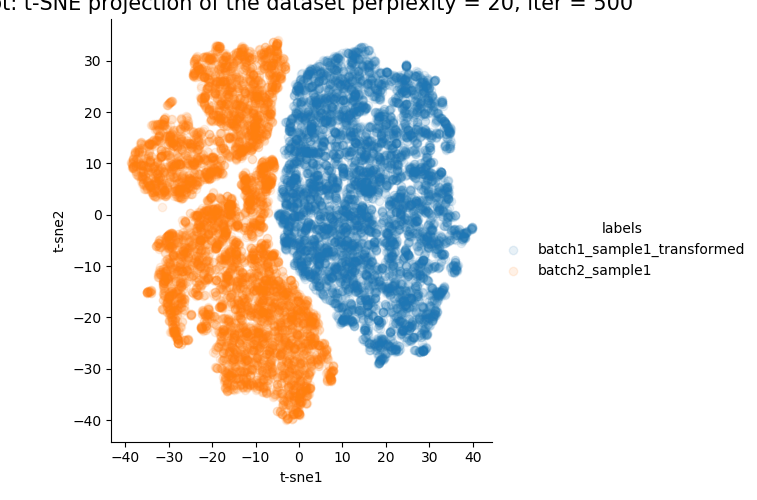 t: t-SNE projection of the dataset perplexity = 20, iter = 500
30
20
10
0
−10
−20
−30
−40
t-sne2
−40 −30 −20 −10 0 10 20 30 40
t-sne1
labels
batch1_sample1_transformed
batch2_sample1